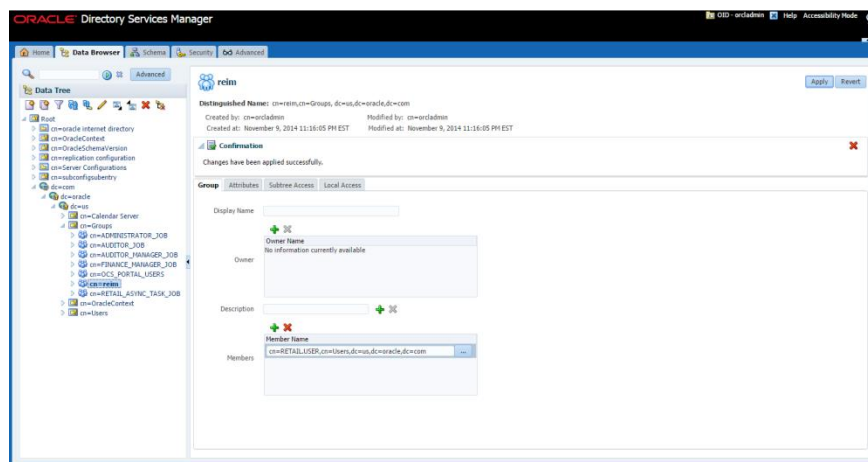 ORACLE Directory Services Manager
OID - orcladmin Help Accessibility Mode
Home Data Browser Schema Security Advanced
Advanced
Data Tree
Root
cn=oracle internet directory
cn=OracleContext
cn=OracleSchemaVersion
cn=replication configuration
cn=Server Configurations
cn=subconfigsubentry
dc=com
dc=oracle
dc=us
cn=Calendar Server
cn=Groups
cn=ADMINISTRATOR_JOB
cn=AUDITOR_JOB
cn=AUDITOR_MANAGER_JOB
cn=FINANCE_MANAGER_JOB
cn=OCS_PORTAL_USERS
cn=reim
cn=RETAIL_ASYNC_TASK_JOB
cn=OracleContext
cn=Users
reim
Apply Revert
Distinguished Name: cn=reim,cn=Groups, dc=us,dc=oracle,dc=com
Created by: cn=orcladmin Modified by: cn=orcladmin
Created at: November 9, 2014 11:16:05 PM EST Modified at: November 9, 2014 11:16:05 PM EST
Confirmation
Changes have been applied successfully.
Group Attributes Subtree Access Local Access
Display Name
Owner Name
No information currently available
Owner
Description
Member Name
cn=RETAIL.USER,cn=Users,dc=us,dc=oracle,dc=com ...
Members